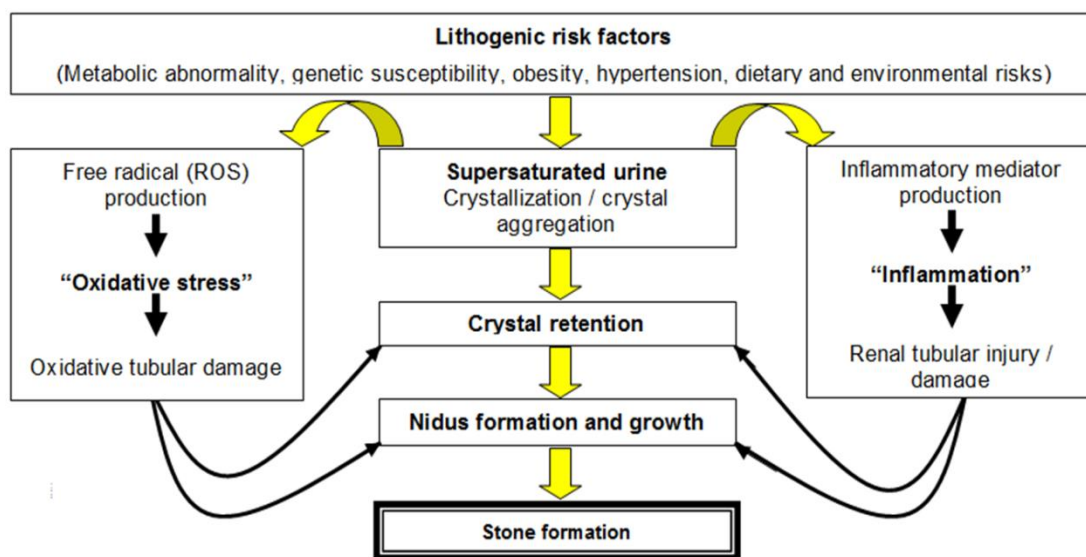 Lithogenic risk factors
(Metabolic abnormality, genetic susceptibility, obesity, hypertension, dietary and environmental risks)
Free radical (ROS)
production
“Oxidative stress”
Oxidative tubular damage
Supersaturated urine
Crystallization / crystal
aggregation
Crystal retention
Nidus formation and growth
Stone formation
Inflammatory mediator
production
“Inflammation”
Renal tubular injury /
damage